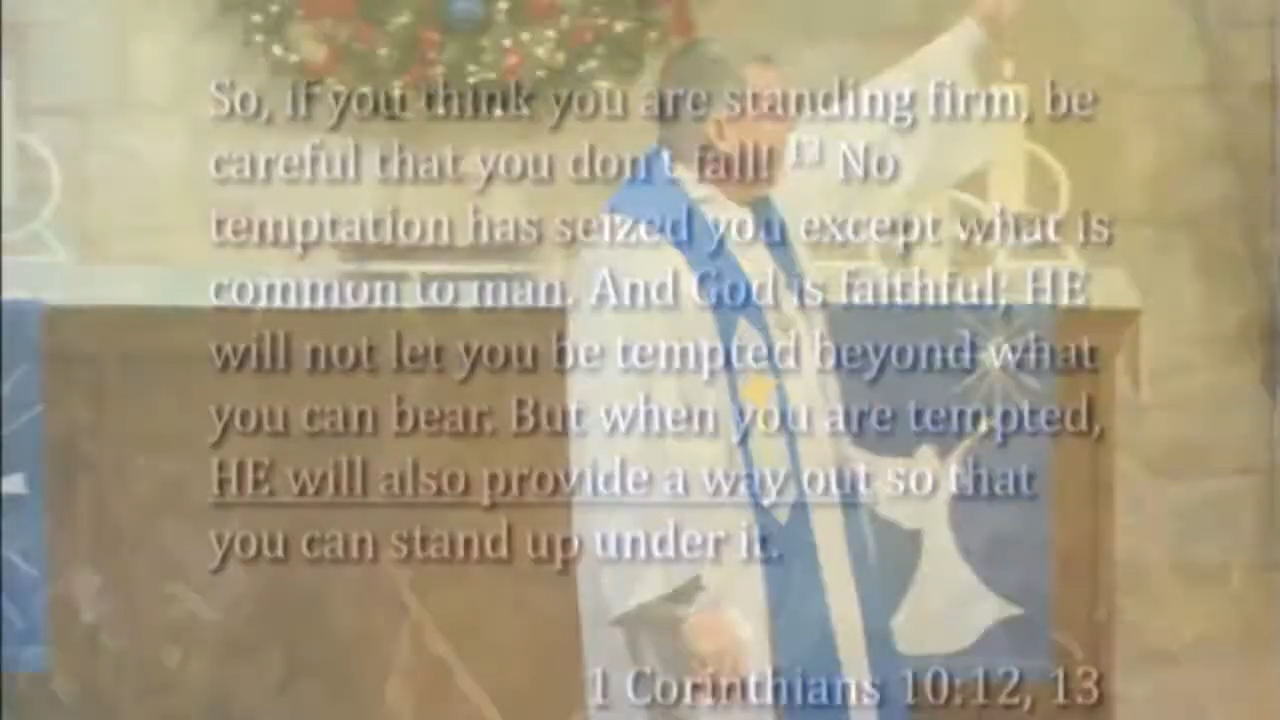 So, if you think you are standing firm, be
careful that you don't fall! 13 No
temptation has seized you except what is
common to man. And God is faithful; HE
will not let you be tempted beyond what
you can bear. But when you are tempted,
HE will also provide a way out so that
you can stand up under it.
1 Corinthians 10:12, 13